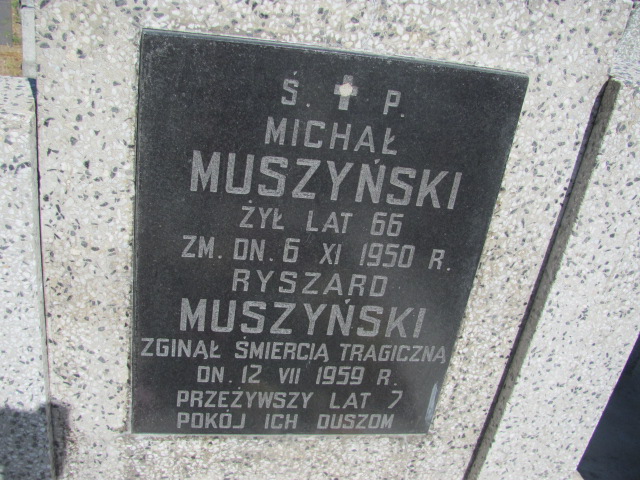 Ś. P.
MICHAŁ
MUSZYŃSKI
ŻYŁ LAT 66
ZM. DN. 6 XI 1950 R.
RYSZARD
MUSZYŃSKI
ZGINĄŁ ŚMIERCIĄ TRAGICZNĄ
DN. 12 VII 1959 R.
PRZEŻYWSZY LAT 7
POKÓJ ICH DUSZOM